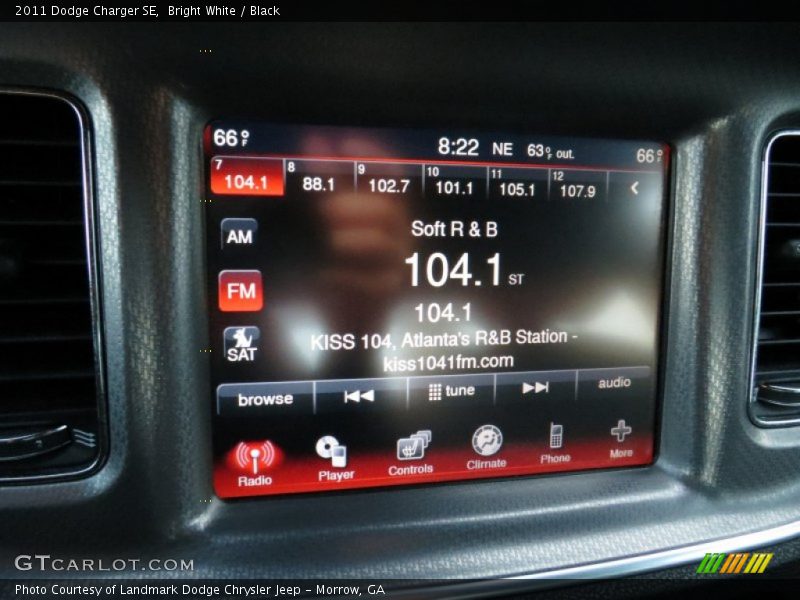 2011 Dodge Charger SE,  Bright White / Black
66°F 8:22 NE 63°F out. 66°F
7 8 9 10 11 12
104.1 88.1 102.7 101.1 105.1 107.9
Soft R & B
AM
104.1 ST
FM
104.1
KISS 104, Atlanta's R&B Station -
SAT
kiss1041fm.com
browse tune audio
Radio Player Controls Climate Phone More
GTCARLOT.COM
Photo Courtesy of Landmark Dodge Chrysler Jeep - Morrow, GA